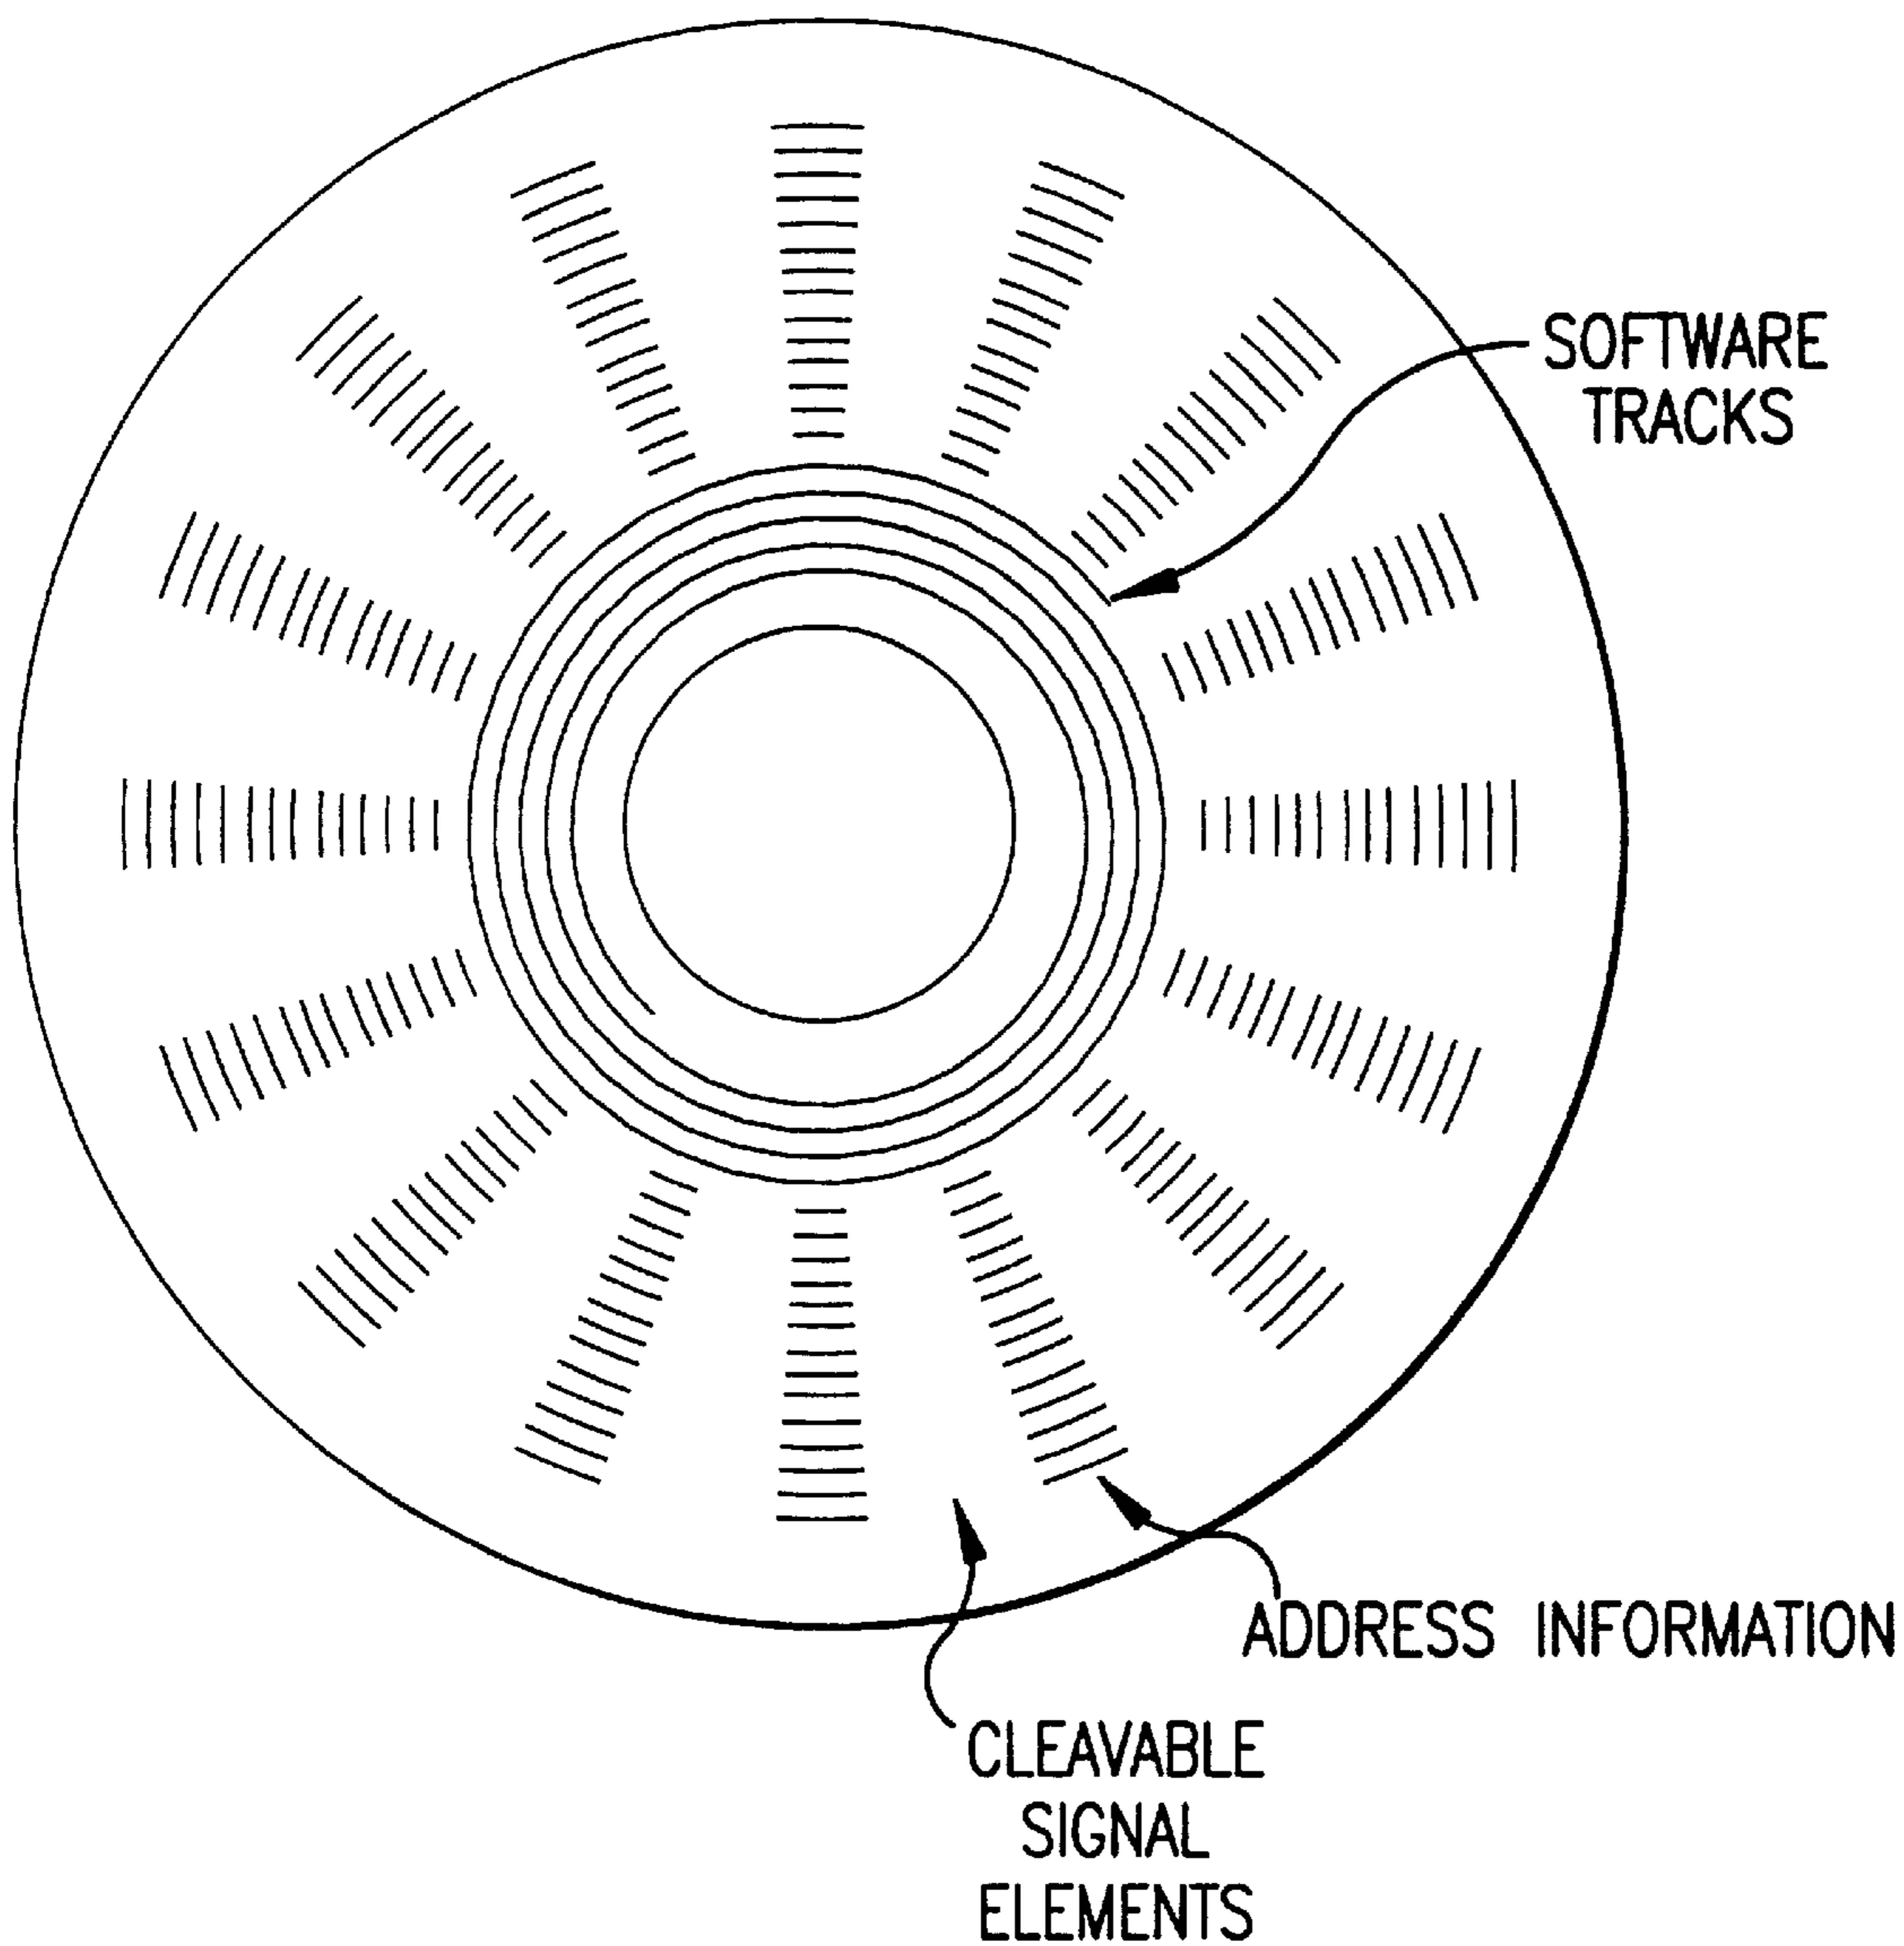 SOFTWARE
TRACKS
ADDRESS INFORMATION
CLEAVABLE
SIGNAL
ELEMENTS